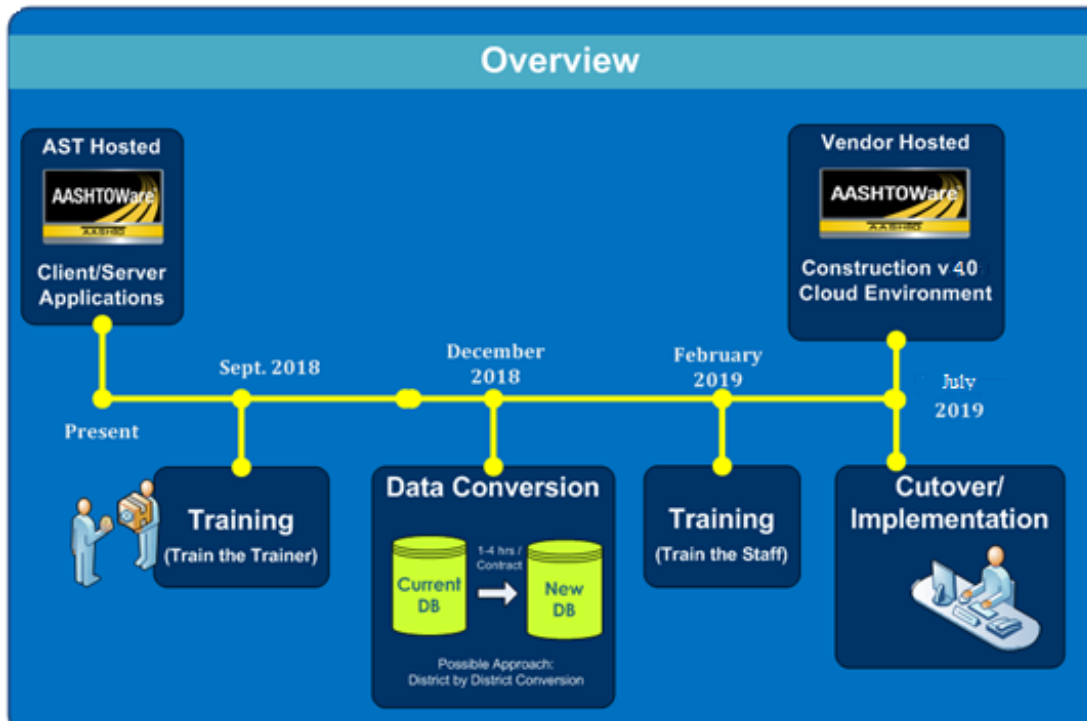 Overview
AST Hosted
AASHTOWare
AASHTO
Client/Server
Applications
Vendor Hosted
AASHTOWare
AASHTO
Construction v 4.0
Cloud Environment
Present
Sept. 2018
December
2018
February
2019
July
2019
Training
(Train the Trainer)
Data Conversion
Current
DB
1-4 hrs /
Contract
New
DB
Possible Approach:
District by District Conversion
Training
(Train the Staff)
Cutover/
Implementation